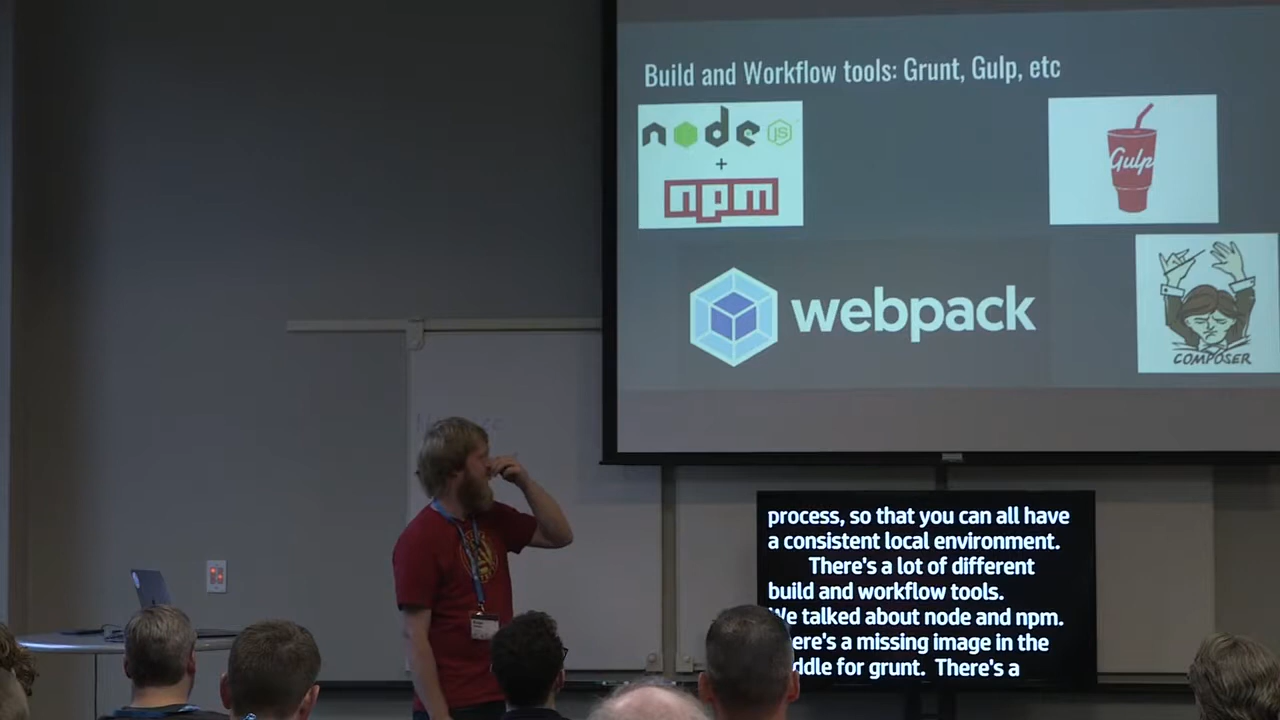 Build and Workflow tools: Grunt, Gulp, etc
node JS
+
npm
Gulp
webpack
COMPOSER
process, so that you can all have
a consistent local environment.
There's a lot of different
build and workflow tools.
We talked about node and npm.
ere's a missing image in the
ddle for grunt. There's a